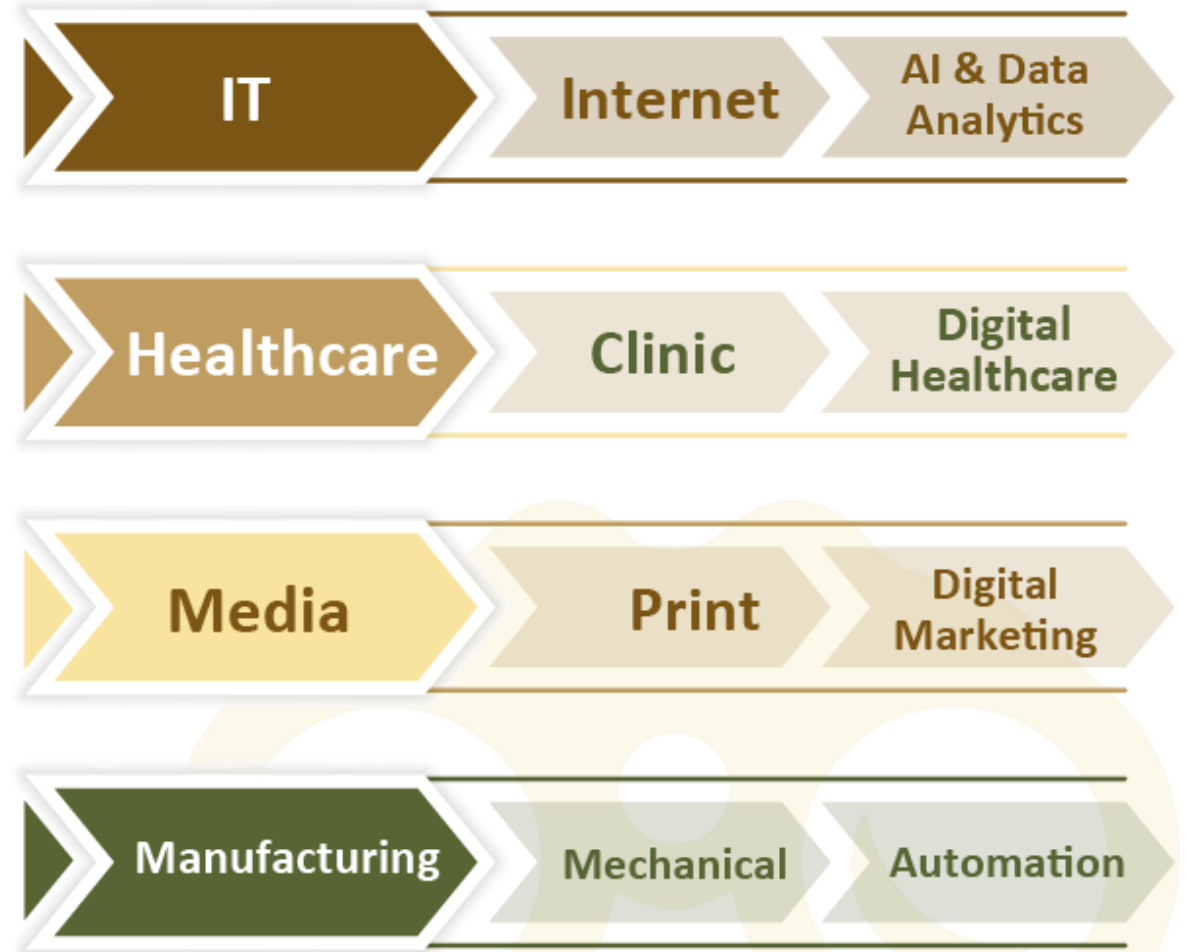 IT
Internet
AI & Data
Analytics
Healthcare
Clinic
Digital
Healthcare
Media
Print
Digital
Marketing
Manufacturing
Mechanical
Automation